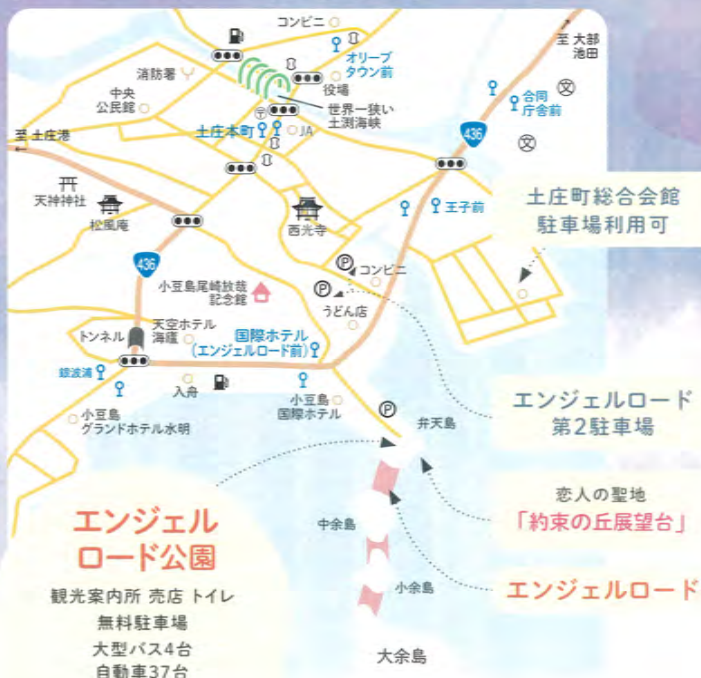 コンビニ
至 大部
池田
オリーブ
タウン前
消防署
役場
中央
公民館
世界一狭い
土渕海峡
合同
庁舎前
至 土庄港
土庄本町
JA
436
天神神社
松風庵
西光寺
王子前
土庄町総合会館
駐車場利用可
436
小豆島尾崎放哉
記念館
コンビニ
うどん店
トンネル
天空ホテル
海廬
国際ホテル
(エンジェルロード前)
銀波浦
入舟
小豆島
国際ホテル
小豆島
グランドホテル水明
弁天島
エンジェルロード
第2駐車場
恋人の聖地
「約束の丘展望台」
中余島
小余島
エンジェルロード
大余島
エンジェル
ロード公園
観光案内所 売店 トイレ
無料駐車場
大型バス4台
自動車37台